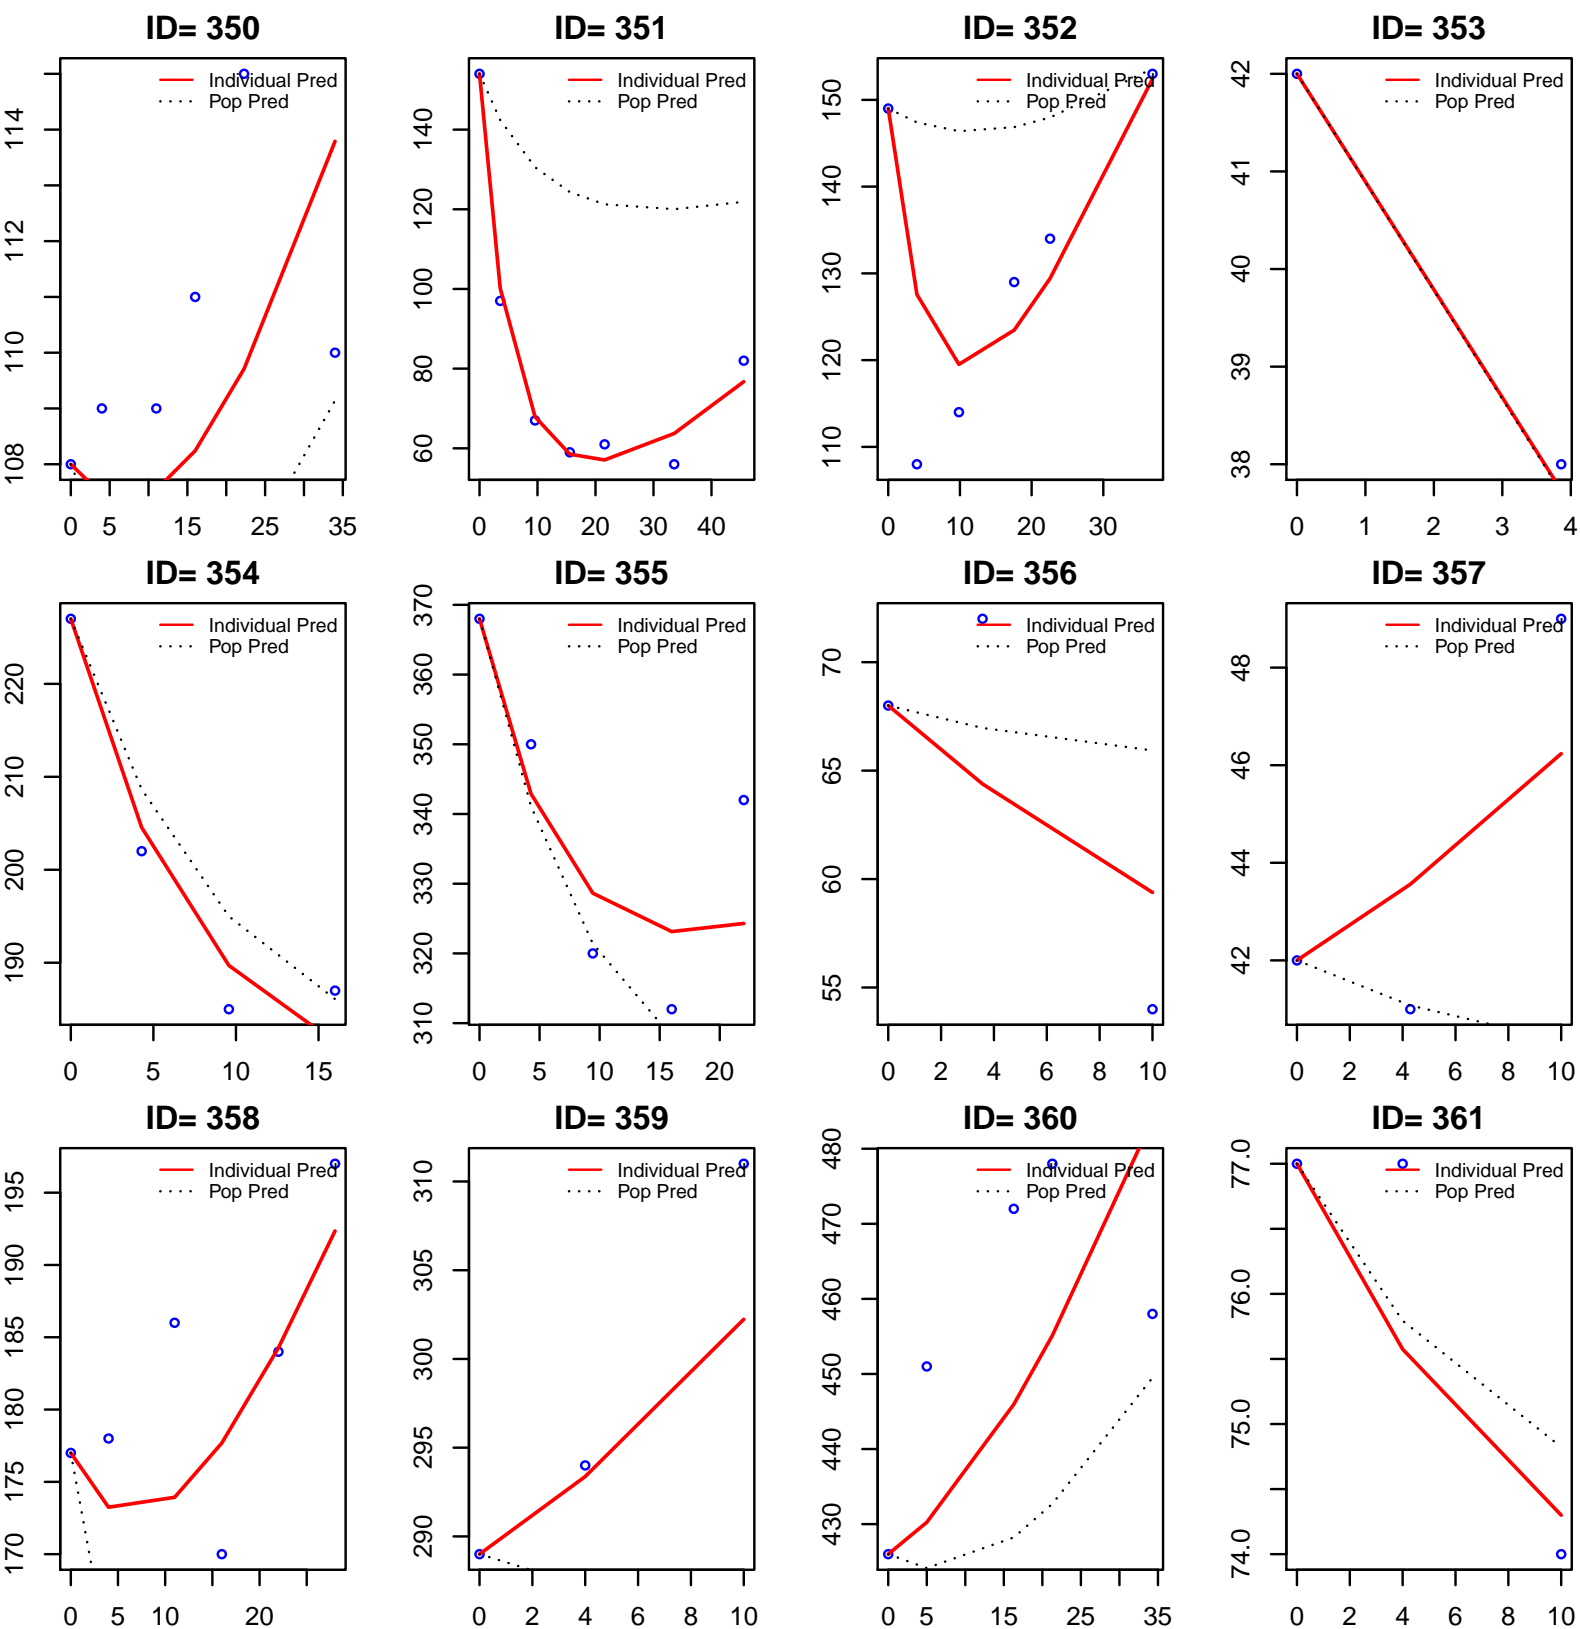 ID= 350
Individual Pred
Pop Pred
108 110 112 114
0 5 15 25 35
ID= 351
Individual Pred
Pop Pred
60 80 100 120 140
0 10 20 30 40
ID= 352
Individual Pred
Pop Pred
110 120 130 140 150
0 10 20 30
ID= 353
Individual Pred
Pop Pred
38 39 40 41 42
0 1 2 3 4
ID= 354
Individual Pred
Pop Pred
190 200 210 220
0 5 10 15
ID= 355
Individual Pred
Pop Pred
310 320 330 340 350 360 370
0 5 10 15 20
ID= 356
Individual Pred
Pop Pred
55 60 65 70
0 2 4 6 8 10
ID= 357
Individual Pred
Pop Pred
42 44 46 48
0 2 4 6 8 10
ID= 358
Individual Pred
Pop Pred
170 175 180 185 190 195
0 5 10 20
ID= 359
Individual Pred
Pop Pred
290 295 300 305 310
0 2 4 6 8 10
ID= 360
Individual Pred
Pop Pred
430 440 450 460 470 480
0 5 15 25 35
ID= 361
Individual Pred
Pop Pred
74.0 75.0 76.0 77.0
0 2 4 6 8 10